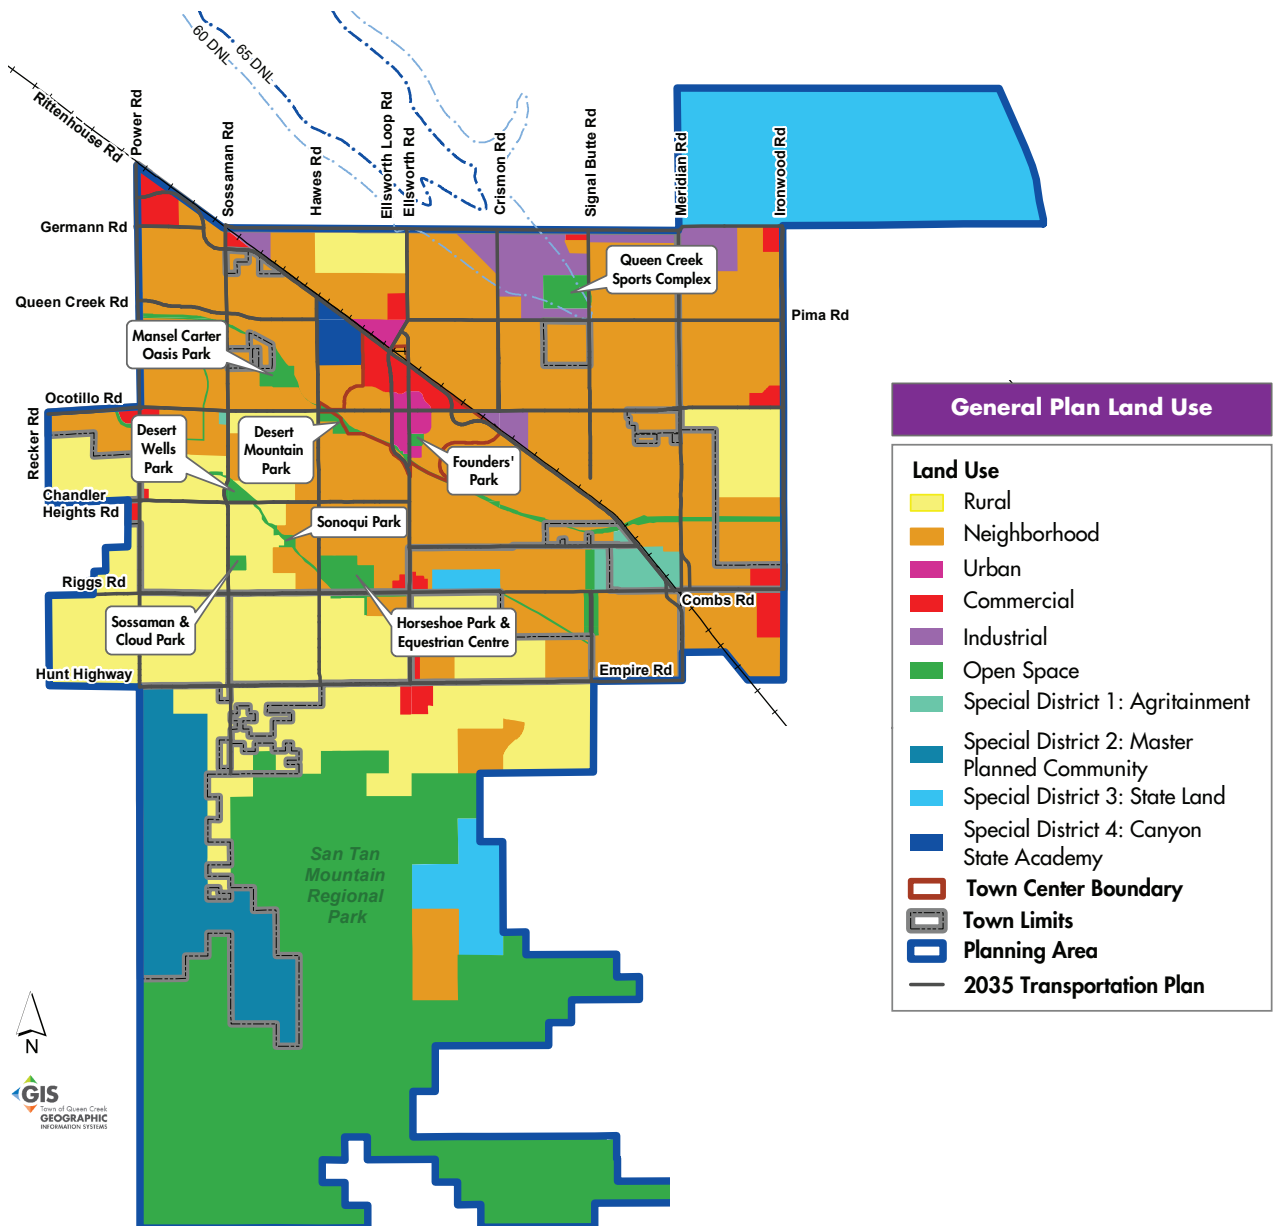 60 DNL
65 DNL
Rittenhouse Rd
Power Rd
Sossaman Rd
Hawes Rd
Ellsworth Loop Rd
Ellsworth Rd
Crismon Rd
Signal Butte Rd
Meridian Rd
Ironwood Rd
Germann Rd
Queen Creek
Sports Complex
Queen Creek Rd
Pima Rd
Mansel Carter
Oasis Park
Ocotillo Rd
Recker Rd
Desert
Wells
Park
Desert
Mountain
Park
Founders'
Park
Chandler
Heights Rd
Sonoqui Park
Riggs Rd
Combs Rd
Sossaman &
Cloud Park
Horseshoe Park &
Equestrian Centre
Hunt Highway
Empire Rd
San Tan
Mountain
Regional
Park
General Plan Land Use
Land Use
Rural
Neighborhood
Urban
Commercial
Industrial
Open Space
Special District 1: Agritainment
Special District 2: Master
Planned Community
Special District 3: State Land
Special District 4: Canyon
State Academy
Town Center Boundary
Town Limits
Planning Area
2035 Transportation Plan
N
GIS
Town of Queen Creek
GEOGRAPHIC
INFORMATION SYSTEMS